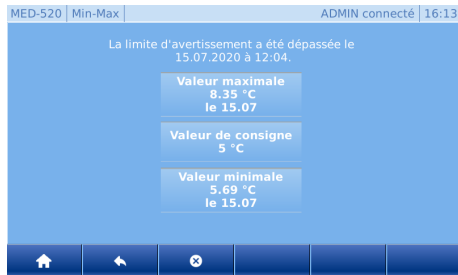 MED-520 Min-Max ADMIN connecté 16:13
La limite d'avertissement a été dépassée le
15.07.2020 à 12:04.
Valeur maximale
8.35 °C
le 15.07
Valeur de consigne
5 °C
Valeur minimale
5.69 °C
le 15.07